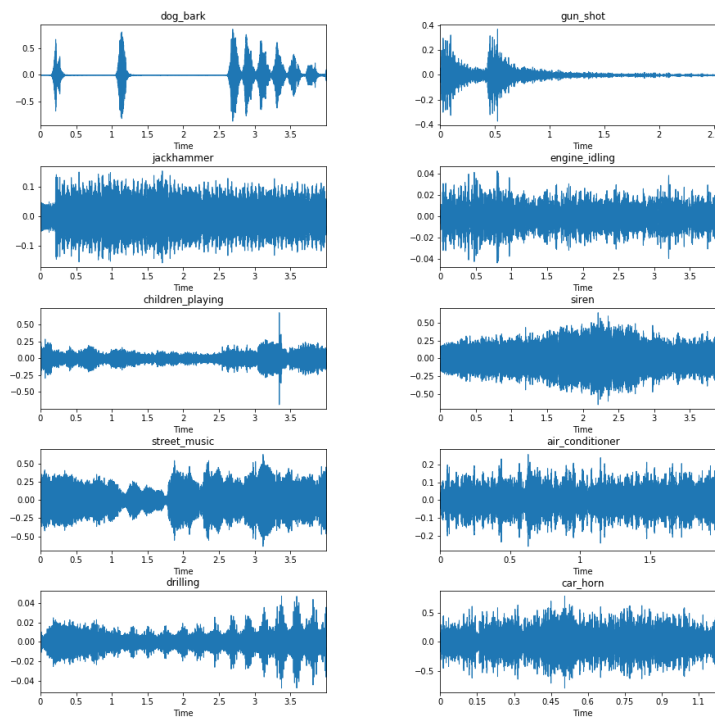 dog_bark
0.5
0.0
−0.5
0 0.5 1 1.5 2 2.5 3 3.5
Time
gun_shot
0.4
0.2
0.0
−0.2
−0.4
0 0.5 1 1.5 2
Time
jackhammer
0.1
0.0
−0.1
0 0.5 1 1.5 2 2.5 3 3.5
Time
engine_idling
0.04
0.02
0.00
−0.02
−0.04
0 0.5 1 1.5 2 2.5 3 3.5
Time
children_playing
0.50
0.25
0.00
−0.25
−0.50
0 0.5 1 1.5 2 2.5 3 3.5
Time
siren
0.50
0.25
0.00
−0.25
−0.50
0 0.5 1 1.5 2 2.5 3 3.5
Time
street_music
0.50
0.25
0.00
−0.25
−0.50
0 0.5 1 1.5 2 2.5 3 3.5
Time
air_conditioner
0.2
0.1
0.0
−0.1
−0.2
0 0.5 1 1.5
Time
drilling
0.04
0.02
0.00
−0.02
−0.04
0 0.5 1 1.5 2 2.5 3 3.5
Time
car_horn
0.5
0.0
−0.5
0 0.15 0.3 0.45 0.6 0.75 0.9 1.1
Time